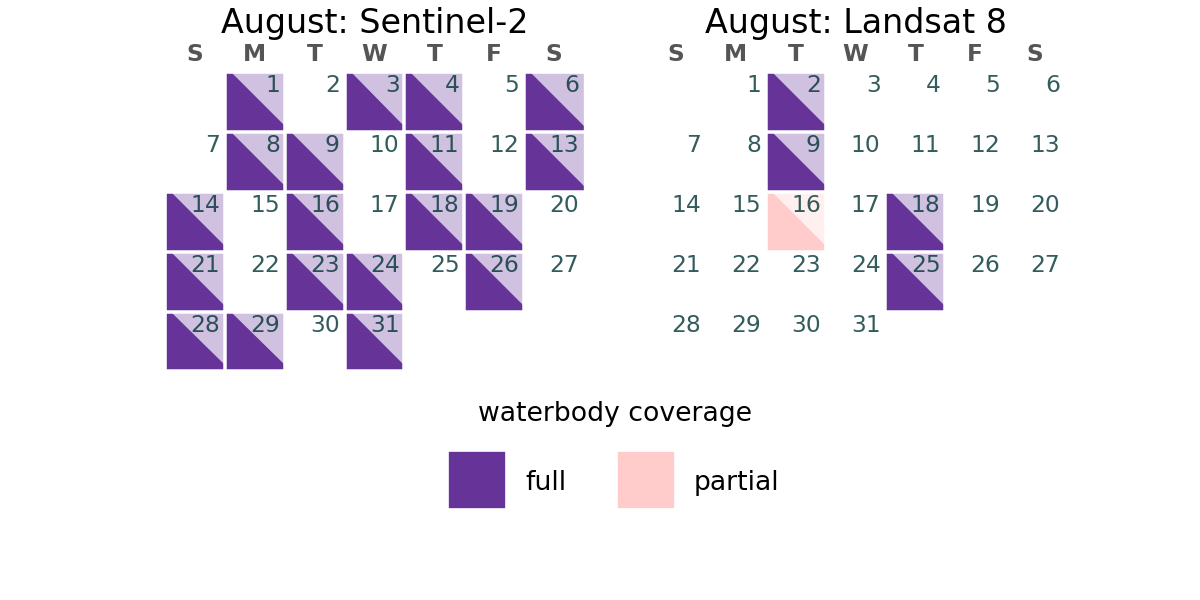 August: Sentinel-2
S M T W T F S
1 2 3 4 5 6
7 8 9 10 11 12 13
14 15 16 17 18 19 20
21 22 23 24 25 26 27
28 29 30 31
August: Landsat 8
S M T W T F S
1 2 3 4 5 6
7 8 9 10 11 12 13
14 15 16 17 18 19 20
21 22 23 24 25 26 27
28 29 30 31
waterbody coverage
full partial